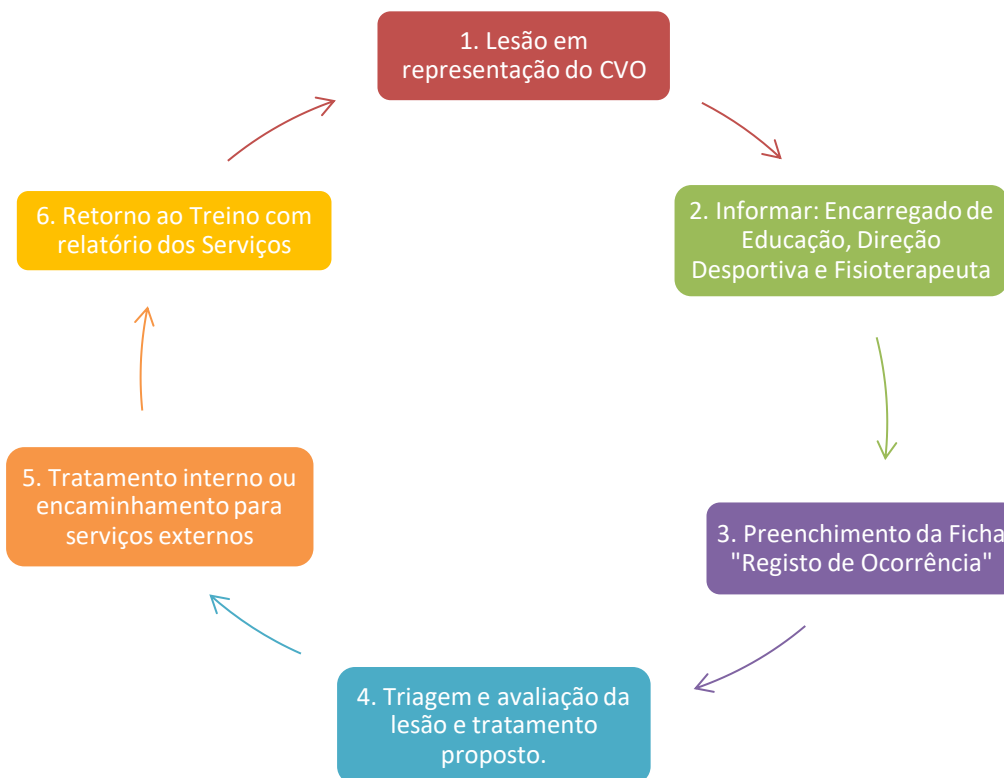 1. Lesão em
representação do CVO
2. Informar: Encarregado de
Educação, Direção
Desportiva e Fisioterapeuta
3. Preenchimento da Ficha
"Registo de Ocorrência"
4. Triagem e avaliação da
lesão e tratamento
proposto.
5. Tratamento interno ou
encaminhamento para
serviços externos
6. Retorno ao Treino com
relatório dos Serviços